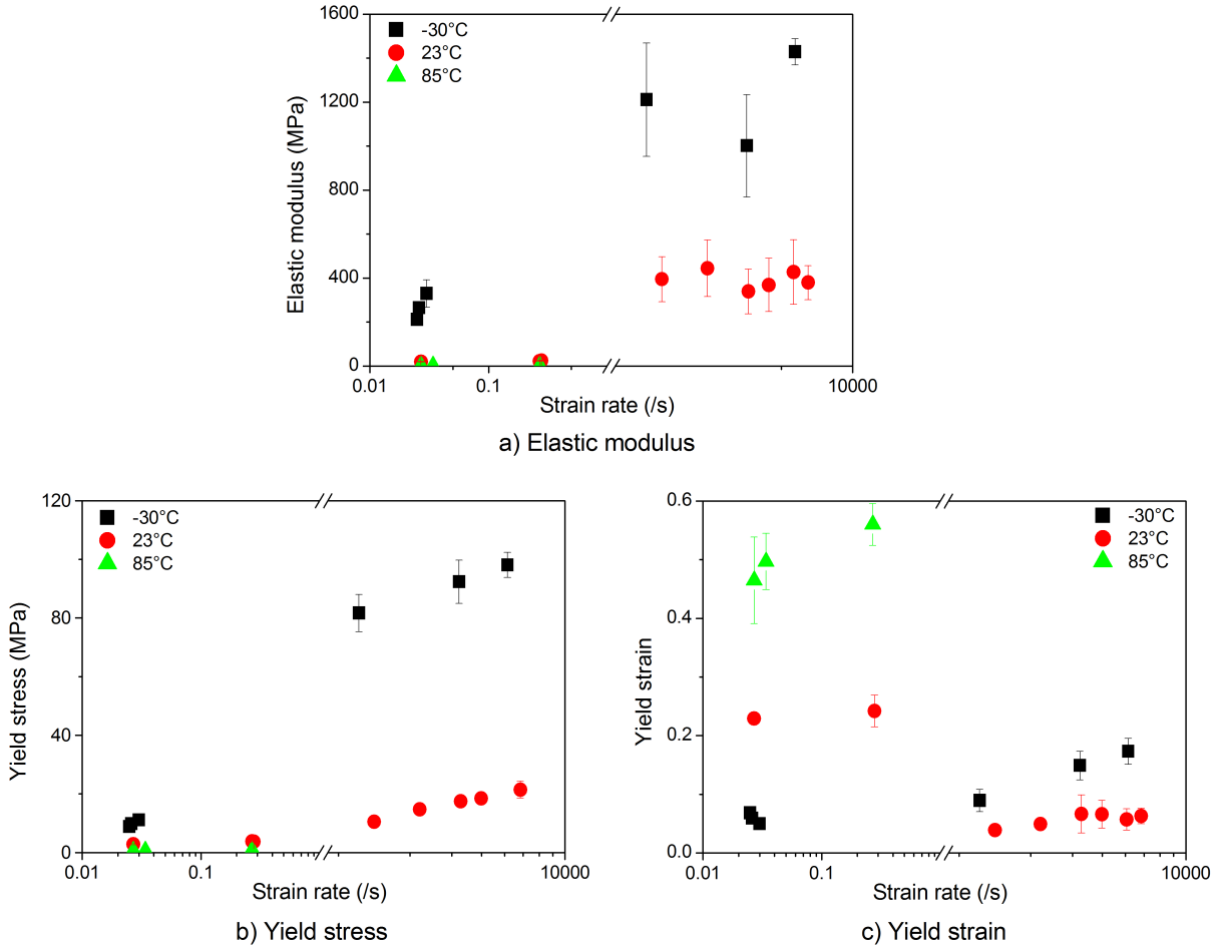 1600
1200
800
400
0
Elastic modulus (MPa)
-30°C
23°C
85°C
0.01
0.1
10000
Strain rate (/s)
a) Elastic modulus
120
80
40
0
Yield stress (MPa)
-30°C
23°C
85°C
0.01
0.1
10000
Strain rate (/s)
b) Yield stress
0.6
0.4
0.2
0.0
Yield strain
-30°C
23°C
85°C
0.01
0.1
10000
Strain rate (/s)
c) Yield strain